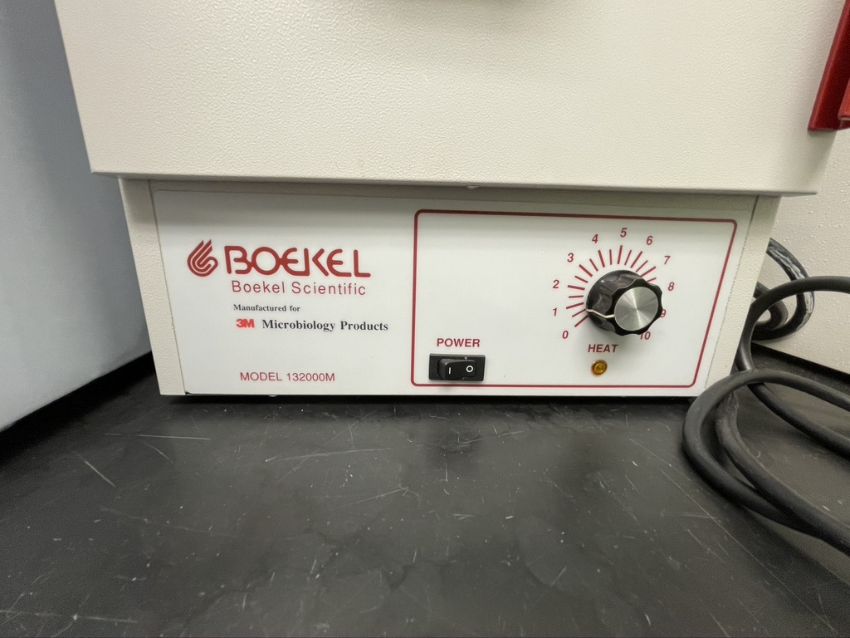 BOEKEL
Boekel Scientific
Manufactured for
3M Microbiology Products
MODEL 132000M
POWER
I O
0 1 2 3 4 5 6 7 8 9 10
HEAT